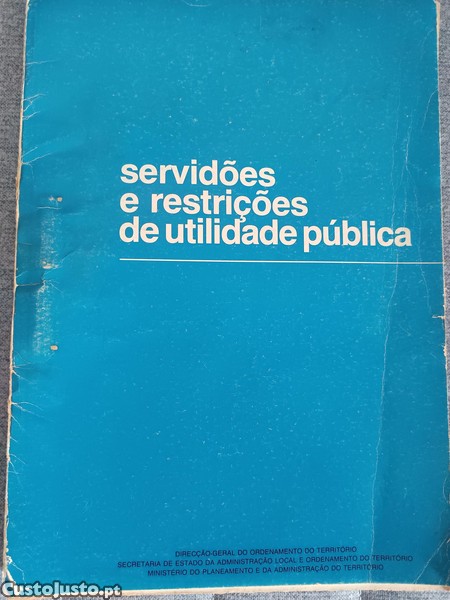 servidões
e restrições
de utilidade pública
DIRECÇÃO-GERAL DO ORDENAMENTO DO TERRITÓRIO
SECRETARIA DE ESTADO DA ADMINISTRAÇÃO LOCAL E ORDENAMENTO DO TERRITÓRIO
MINISTÉRIO DO PLANEAMENTO E DA ADMINISTRAÇÃO DO TERRITÓRIO
CustoJusto.pt